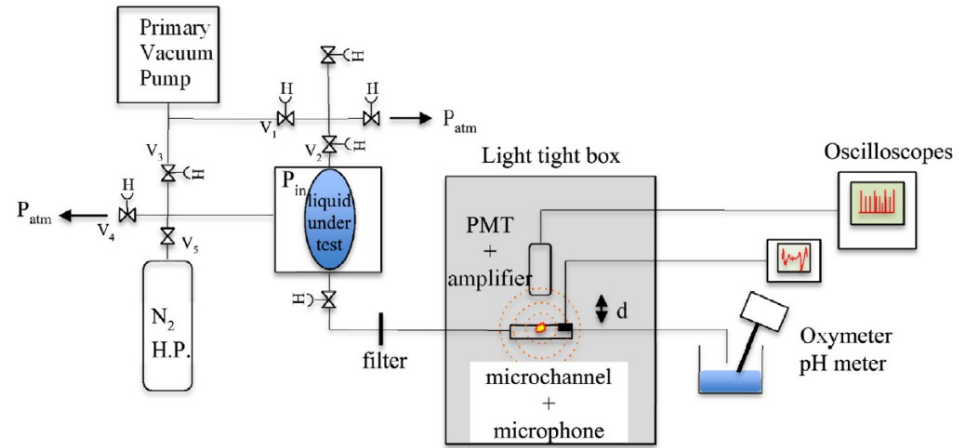 Primary
Vacuum
Pump
H
H
H
V1
Patm
V3
V2
H
H
H
Patm
V4
V5
Pin
liquid
under
test
N2
H.P.
H
filter
Light tight box
PMT
+
amplifier
d
microchannel
+
microphone
Oscilloscopes
Oxymeter
pH meter